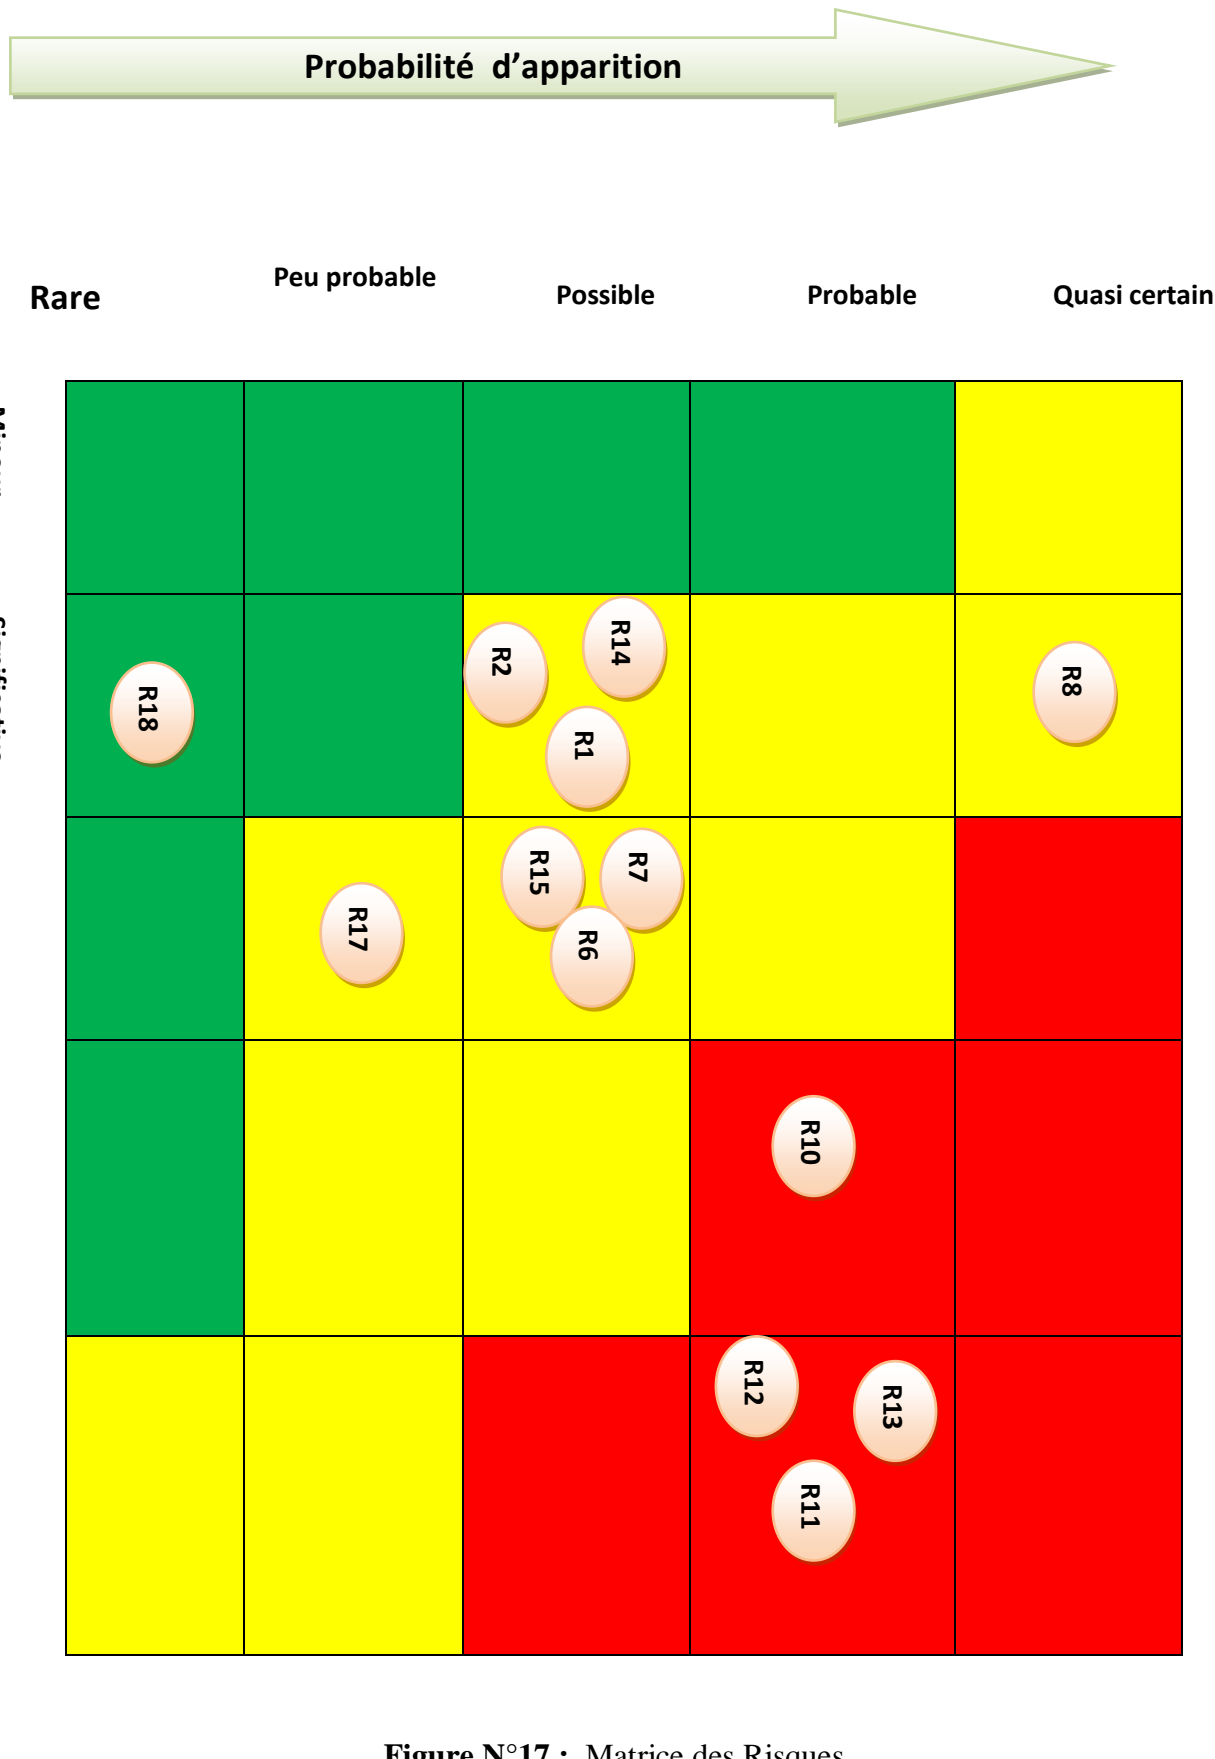 Probabilité d'apparition
Rare
Peu probable
Possible
Probable
Quasi certain
R14
R2
R8
R18
R1
R15
R7
R17
R6
R10
R12
R13
R11
Figure N°17 : Matrice des Risques